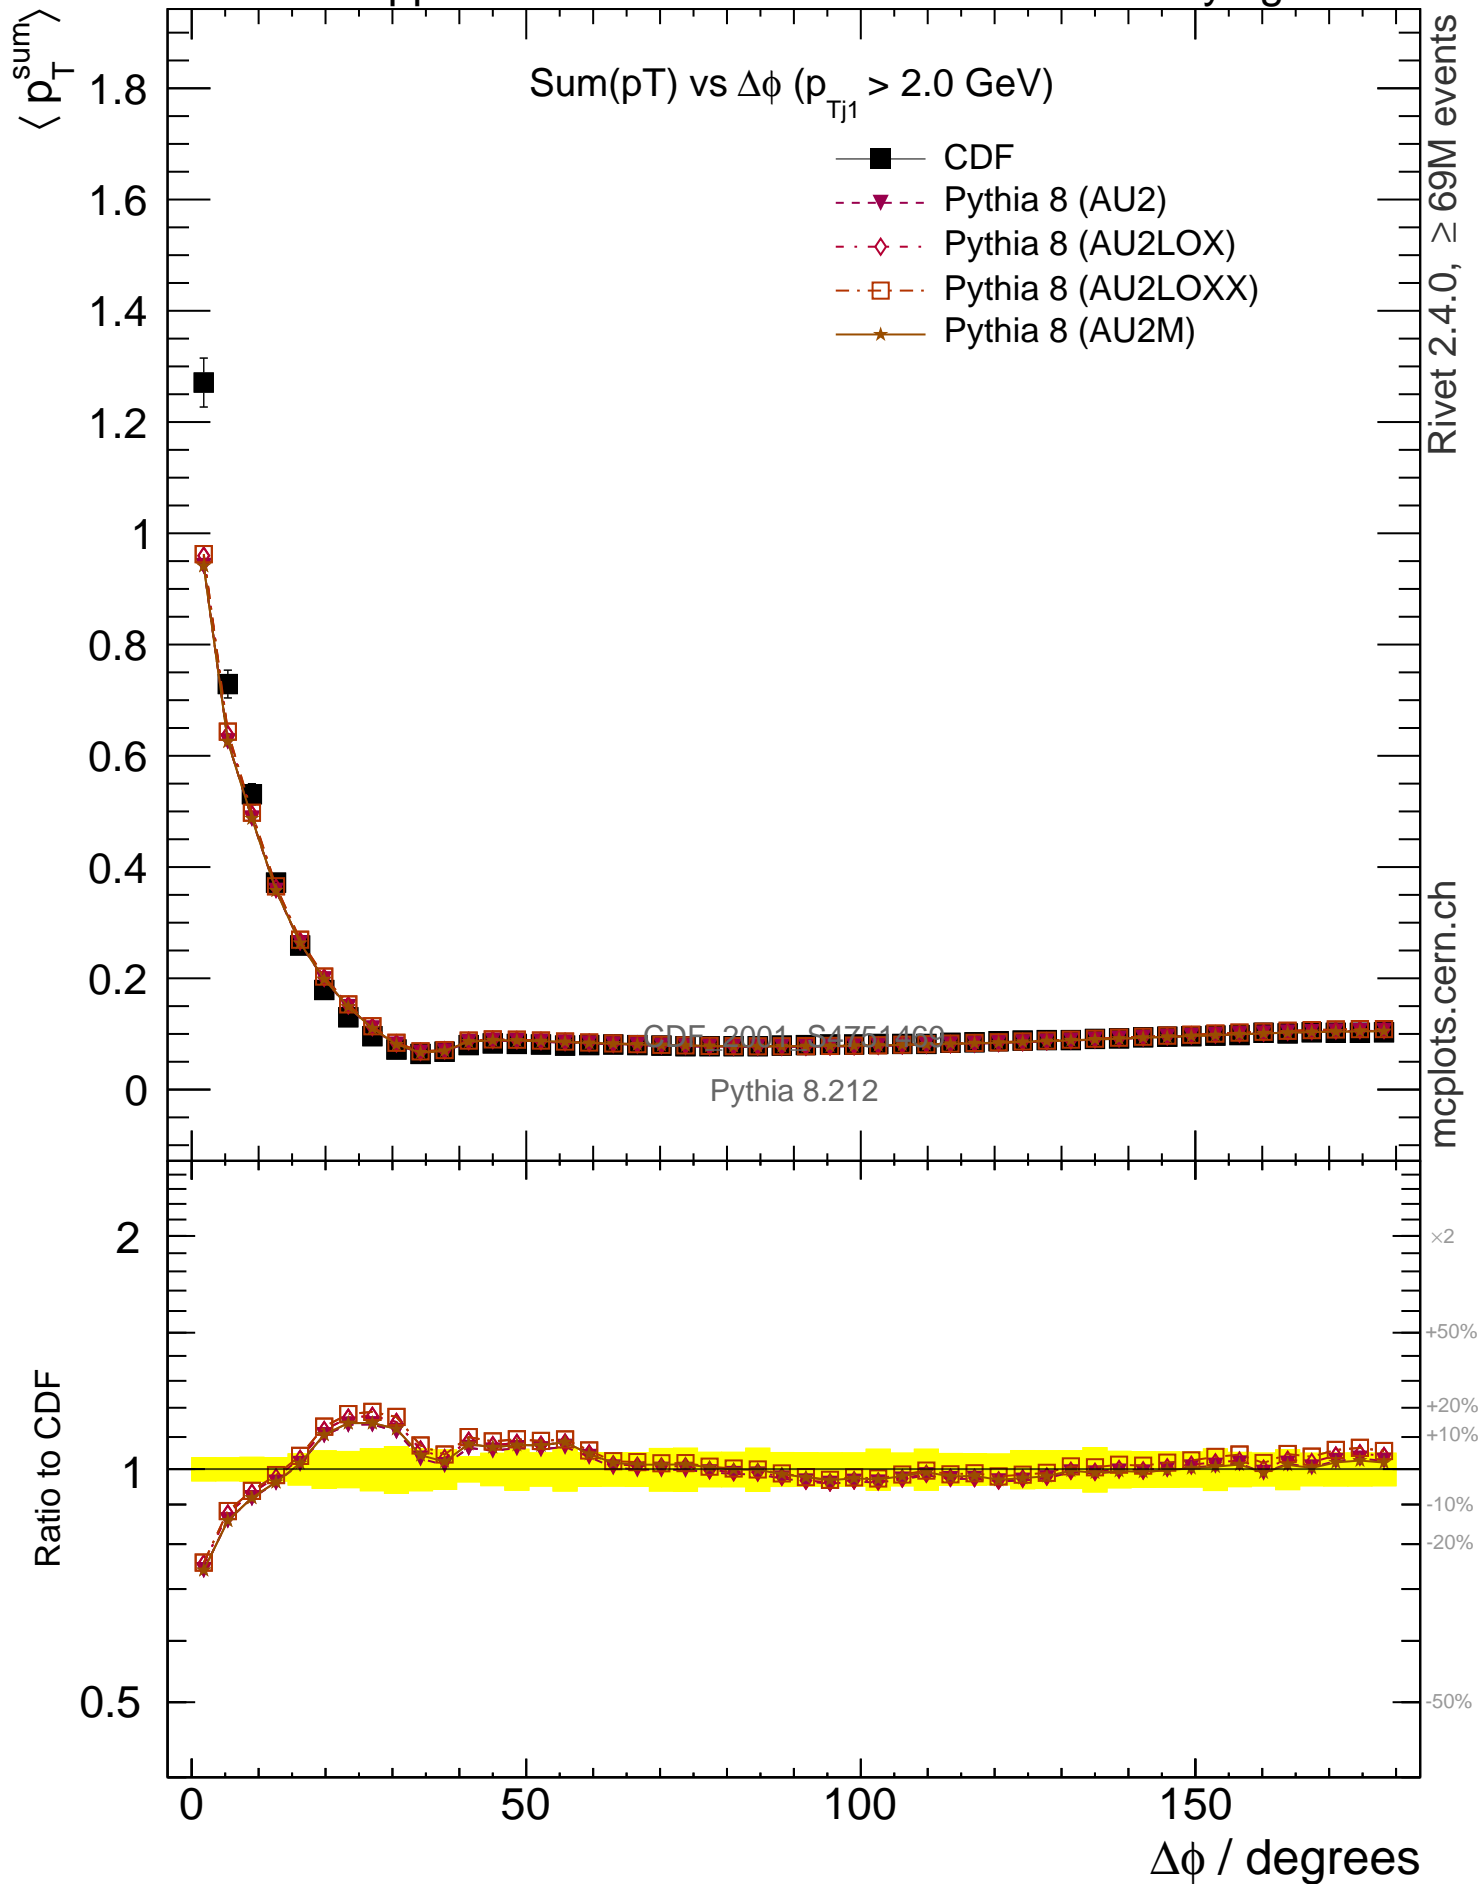 Sum(pT) vs Δϕ (p_Tj1 > 2.0 GeV)
⟨ p_T^sum ⟩
CDF
Pythia 8 (AU2)
Pythia 8 (AU2LOX)
Pythia 8 (AU2LOXX)
Pythia 8 (AU2M)
1.8
1.6
1.4
1.2
1
0.8
0.6
0.4
0.2
0
CDF_2001_S4751469
Pythia 8.212
Rivet 2.4.0, ≥ 69M events
mcplots.cern.ch
Ratio to CDF
2
1
0.5
×2
+50%
+20%
+10%
-10%
-20%
-50%
0
50
100
150
Δϕ / degrees